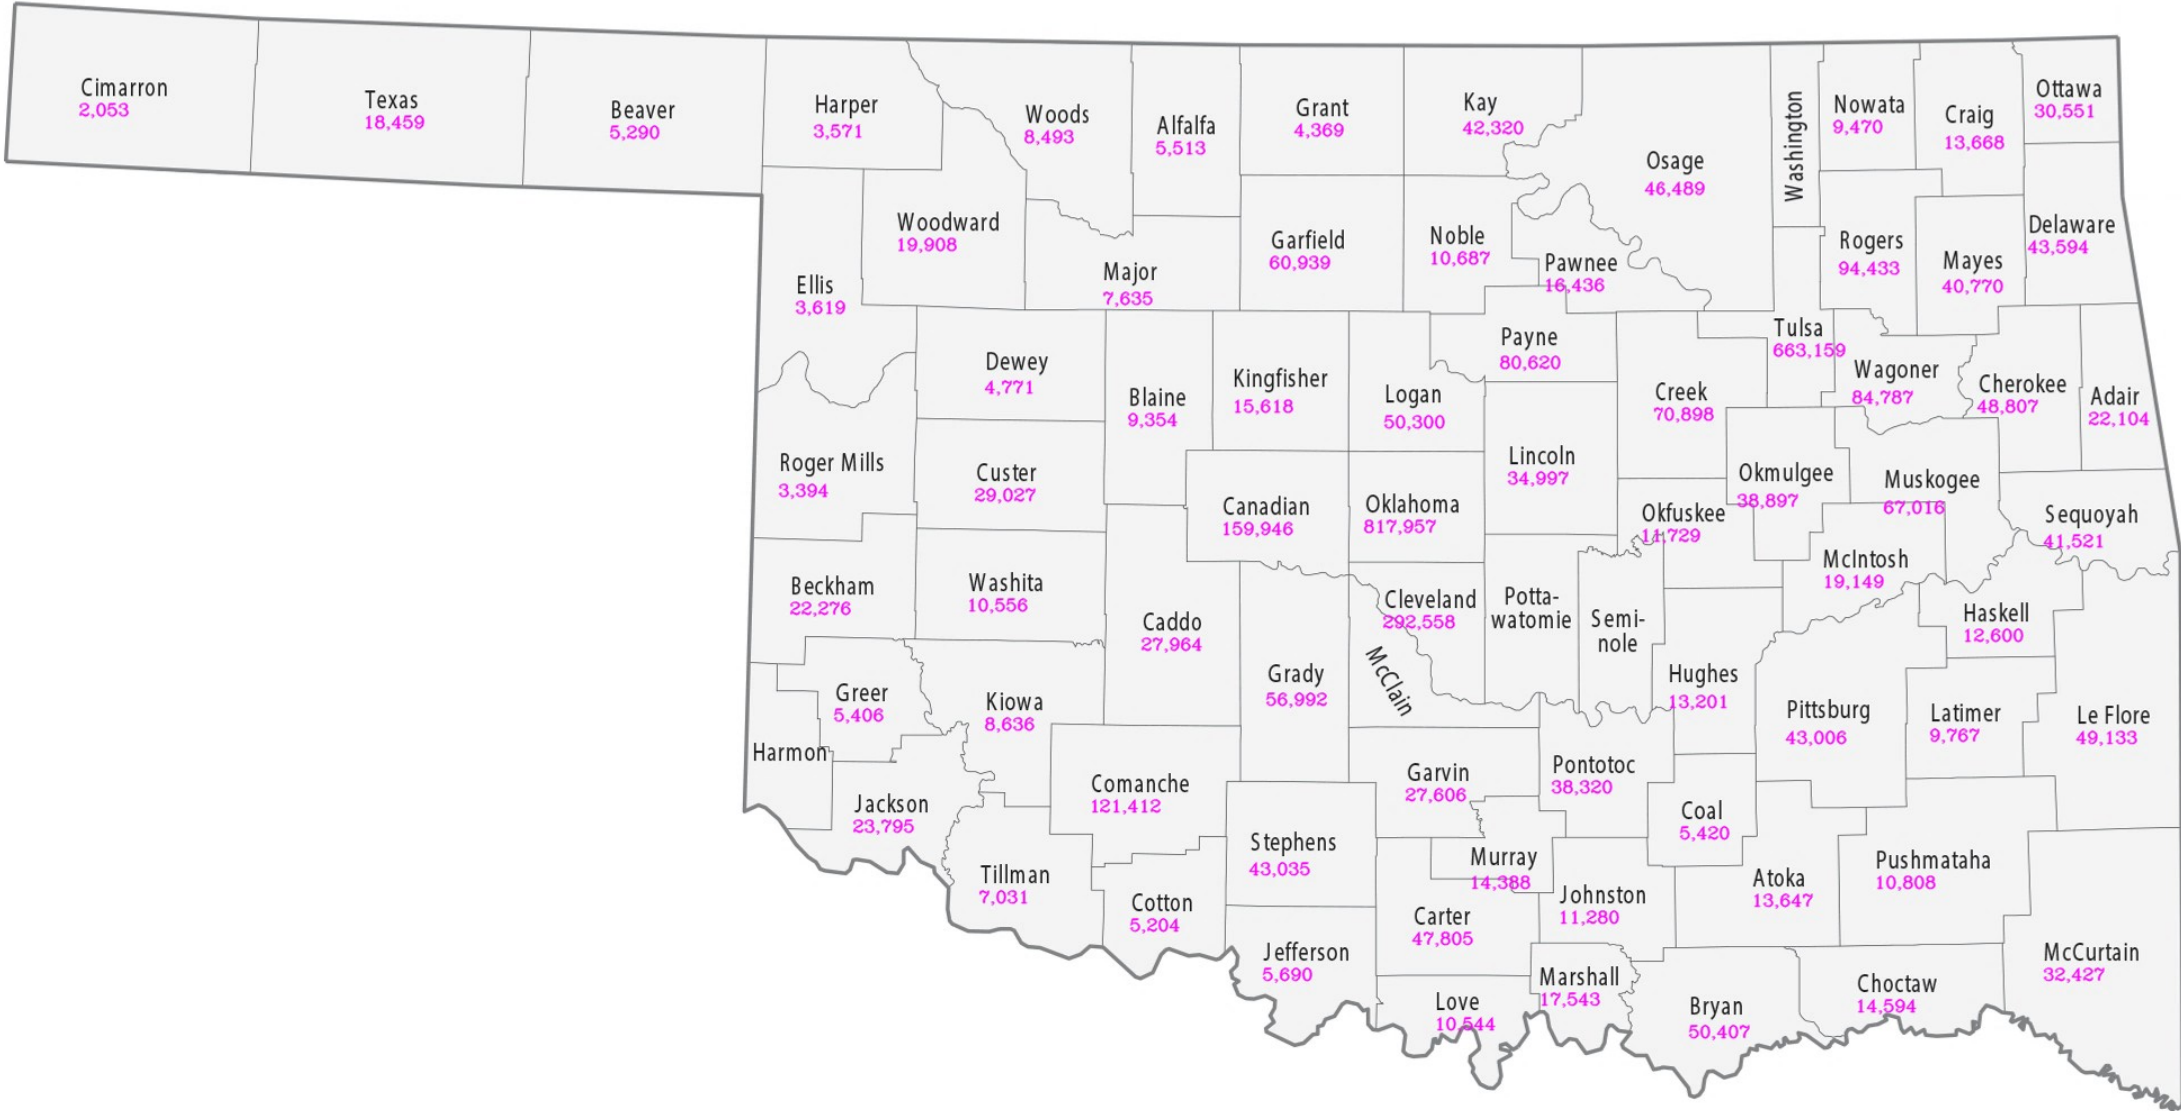 Cimarron
2,053
Texas
18,459
Beaver
5,290
Harper
3,571
Woods
8,493
Alfalfa
5,513
Grant
4,369
Kay
42,320
Osage
46,489
Washington
Nowata
9,470
Craig
13,668
Ottawa
30,551
Ellis
3,619
Woodward
19,908
Major
7,635
Garfield
60,939
Noble
10,687
Pawnee
16,436
Rogers
94,433
Mayes
40,770
Delaware
43,594
Dewey
4,771
Blaine
9,354
Kingfisher
15,618
Logan
50,300
Payne
80,620
Creek
70,898
Tulsa
663,159
Wagoner
84,787
Cherokee
48,807
Adair
22,104
Roger Mills
3,394
Custer
29,027
Canadian
159,946
Oklahoma
817,957
Lincoln
34,997
Okfuskee
11,729
Okmulgee
38,897
Muskogee
67,016
Sequoyah
41,521
Beckham
22,276
Washita
10,556
Caddo
27,964
Grady
56,992
Cleveland
292,558
McClain
Potta-
watomie
Semi-
nole
Hughes
13,201
McIntosh
19,149
Haskell
12,600
Greer
5,406
Kiowa
8,636
Harmon
Jackson
23,795
Comanche
121,412
Stephens
43,035
Garvin
27,606
Pontotoc
38,320
Coal
5,420
Pittsburg
43,006
Latimer
9,767
Le Flore
49,133
Tillman
7,031
Cotton
5,204
Jefferson
5,690
Murray
14,388
Carter
47,805
Johnston
11,280
Atoka
13,647
Pushmataha
10,808
Love
10,544
Marshall
17,543
Bryan
50,407
Choctaw
14,594
McCurtain
32,427